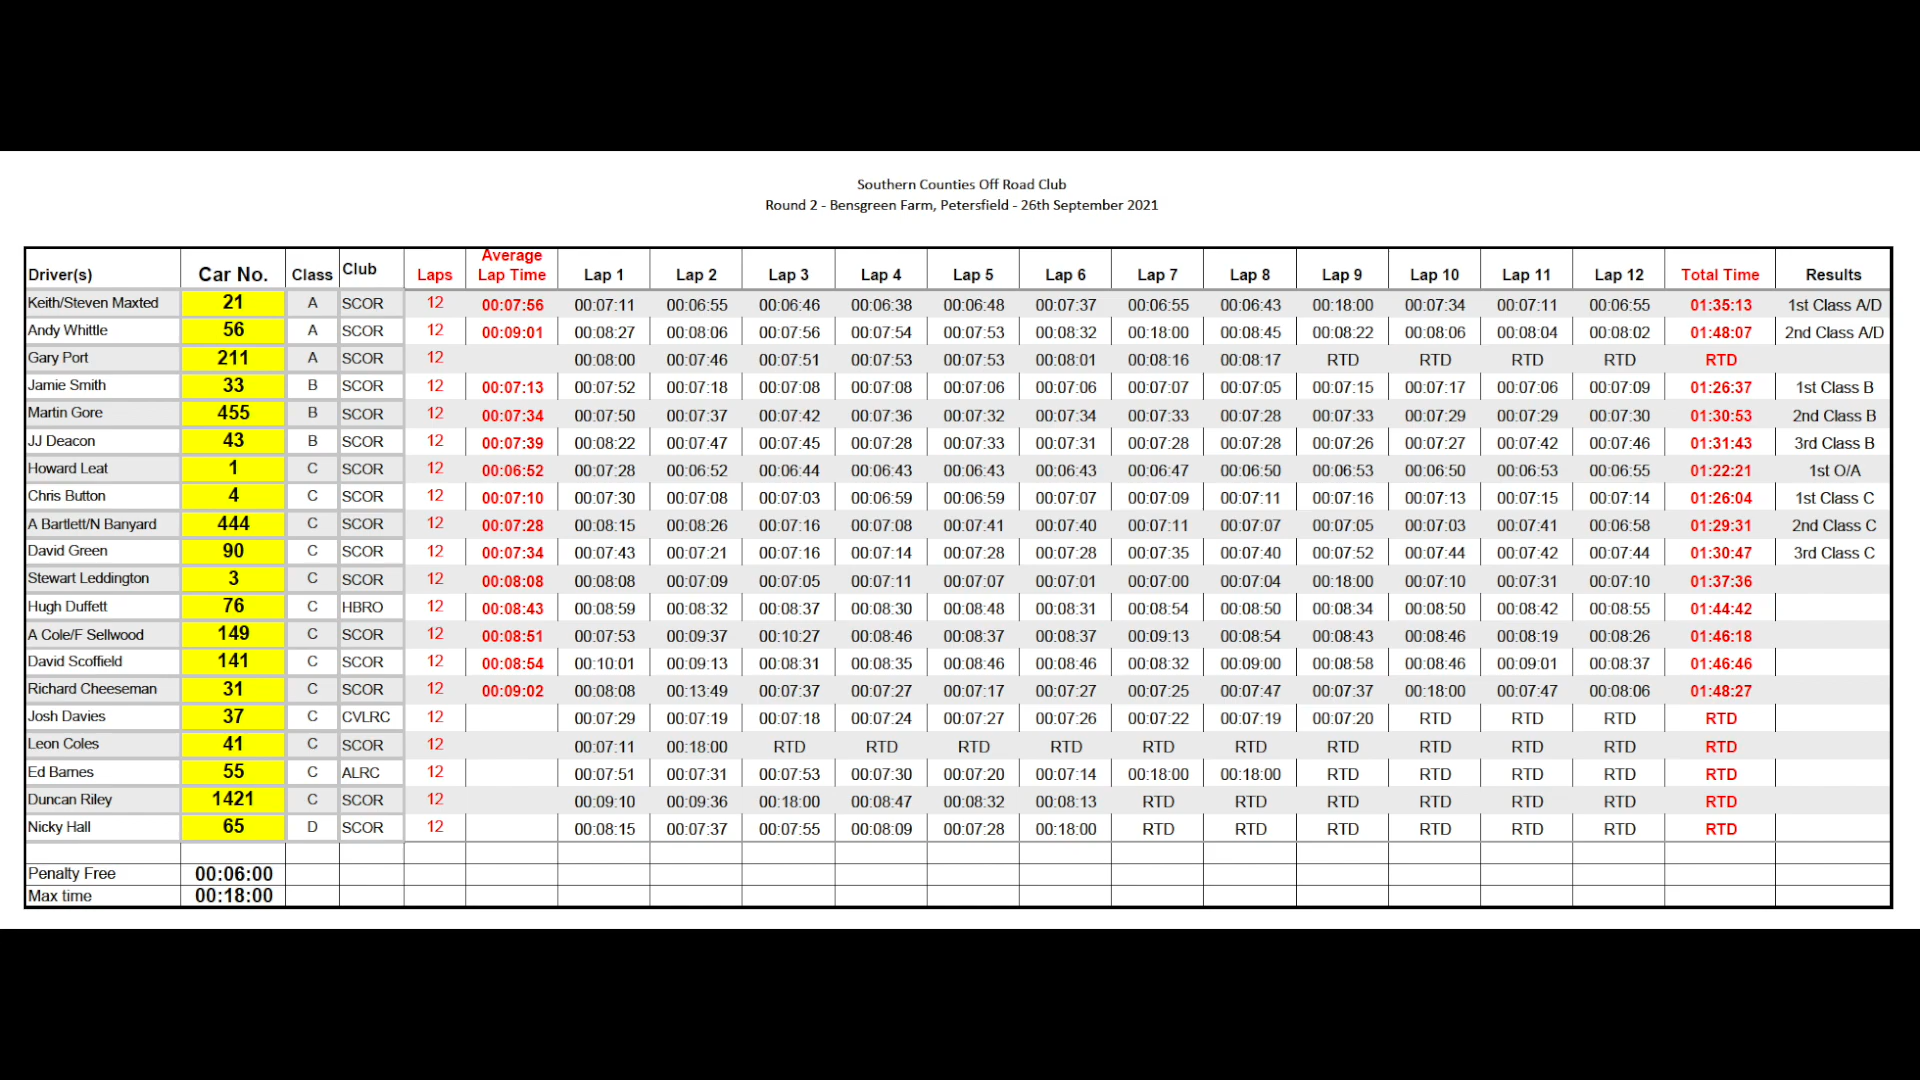 Southern Counties Off Road Club
Round 2 - Bensgreen Farm, Petersfield - 26th September 2021
Driver(s) Car No. Class Club Laps Average Lap Time Lap 1 Lap 2 Lap 3 Lap 4 Lap 5 Lap 6 Lap 7 Lap 8 Lap 9 Lap 10 Lap 11 Lap 12 Total Time Results
Keith/Steven Maxted 21 A SCOR 12 00:07:56 00:07:11 00:06:55 00:06:46 00:06:38 00:06:48 00:07:37 00:06:55 00:06:43 00:18:00 00:07:34 00:07:11 00:06:55 01:35:13 1st Class A/D
Andy Whittle 56 A SCOR 12 00:09:01 00:08:27 00:08:06 00:07:56 00:07:54 00:07:53 00:08:32 00:18:00 00:08:45 00:08:22 00:08:06 00:08:04 00:08:02 01:48:07 2nd Class A/D
Gary Port 211 A SCOR 12 00:08:00 00:07:46 00:07:51 00:07:53 00:07:53 00:08:01 00:08:16 00:08:17 RTD RTD RTD RTD RTD
Jamie Smith 33 B SCOR 12 00:07:13 00:07:52 00:07:18 00:07:08 00:07:08 00:07:06 00:07:06 00:07:07 00:07:05 00:07:15 00:07:17 00:07:06 00:07:09 01:26:37 1st Class B
Martin Gore 455 B SCOR 12 00:07:34 00:07:50 00:07:37 00:07:42 00:07:36 00:07:32 00:07:34 00:07:33 00:07:28 00:07:33 00:07:29 00:07:29 00:07:30 01:30:53 2nd Class B
JJ Deacon 43 B SCOR 12 00:07:39 00:08:22 00:07:47 00:07:45 00:07:28 00:07:33 00:07:31 00:07:28 00:07:28 00:07:26 00:07:27 00:07:42 00:07:46 01:31:43 3rd Class B
Howard Leat 1 C SCOR 12 00:06:52 00:07:28 00:06:52 00:06:44 00:06:43 00:06:43 00:06:43 00:06:47 00:06:50 00:06:53 00:06:50 00:06:53 00:06:55 01:22:21 1st O/A
Chris Button 4 C SCOR 12 00:07:10 00:07:30 00:07:08 00:07:03 00:06:59 00:06:59 00:07:07 00:07:09 00:07:11 00:07:16 00:07:13 00:07:15 00:07:14 01:26:04 1st Class C
A Bartlett/N Banyard 444 C SCOR 12 00:07:28 00:08:15 00:08:26 00:07:16 00:07:08 00:07:41 00:07:40 00:07:11 00:07:07 00:07:05 00:07:03 00:07:41 00:06:58 01:29:31 2nd Class C
David Green 90 C SCOR 12 00:07:34 00:07:43 00:07:21 00:07:16 00:07:14 00:07:28 00:07:28 00:07:35 00:07:40 00:07:52 00:07:44 00:07:42 00:07:44 01:30:47 3rd Class C
Stewart Leddington 3 C SCOR 12 00:08:08 00:08:08 00:07:09 00:07:05 00:07:11 00:07:07 00:07:01 00:07:00 00:07:04 00:18:00 00:07:10 00:07:31 00:07:10 01:37:36
Hugh Duffett 76 C HBRO 12 00:08:43 00:08:59 00:08:32 00:08:37 00:08:30 00:08:48 00:08:31 00:08:54 00:08:50 00:08:34 00:08:50 00:08:42 00:08:55 01:44:42
A Cole/F Sellwood 149 C SCOR 12 00:08:51 00:07:53 00:09:37 00:10:27 00:08:46 00:08:37 00:08:37 00:09:13 00:08:54 00:08:43 00:08:46 00:08:19 00:08:26 01:46:18
David Scoffield 141 C SCOR 12 00:08:54 00:10:01 00:09:13 00:08:31 00:08:35 00:08:46 00:08:46 00:08:32 00:09:00 00:08:58 00:08:46 00:09:01 00:08:37 01:46:46
Richard Cheeseman 31 C SCOR 12 00:09:02 00:08:08 00:13:49 00:07:37 00:07:27 00:07:17 00:07:27 00:07:25 00:07:47 00:07:37 00:18:00 00:07:47 00:08:06 01:48:27
Josh Davies 37 C CVLRC 12 00:07:29 00:07:19 00:07:18 00:07:24 00:07:27 00:07:26 00:07:22 00:07:19 00:07:20 RTD RTD RTD RTD
Leon Coles 41 C SCOR 12 00:07:11 00:18:00 RTD RTD RTD RTD RTD RTD RTD RTD RTD RTD RTD
Ed Barnes 55 C ALRC 12 00:07:51 00:07:31 00:07:53 00:07:30 00:07:20 00:07:14 00:18:00 00:18:00 RTD RTD RTD RTD RTD
Duncan Riley 1421 C SCOR 12 00:09:10 00:09:36 00:18:00 00:08:47 00:08:32 00:08:13 RTD RTD RTD RTD RTD RTD RTD
Nicky Hall 65 D SCOR 12 00:08:15 00:07:37 00:07:55 00:08:09 00:07:28 00:18:00 RTD RTD RTD RTD RTD RTD RTD
Penalty Free 00:06:00
Max time 00:18:00